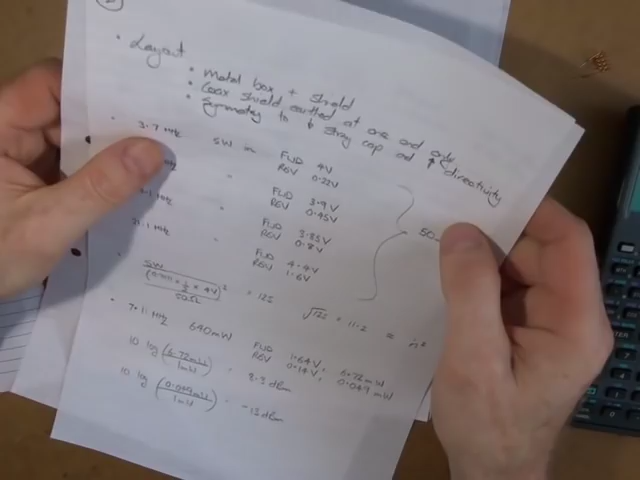 • Layout
• Metal box + shield
• Coax shield earthed at one end only
• Symmetry to ↓ stray cap and ↑ directivity
• 3.7 MHz 5W in FWD 4V
REV 0.22V
" FWD 3.9V
REV 0.45V
" FWD 3.85V
REV 0.8V
" FWD 4.4V
REV 1.6V
50
• 5W
= 125 √125 = 11.2 = n²
50Ω
• 7.1 MHz 640mW FWD 1.64V, 6.72mW
REV 0.14V, 0.049mW
10 log (6.72mW / 1mW) = 8.3 dBm
10 log (0.049mW / 1mW) = -13 dBm